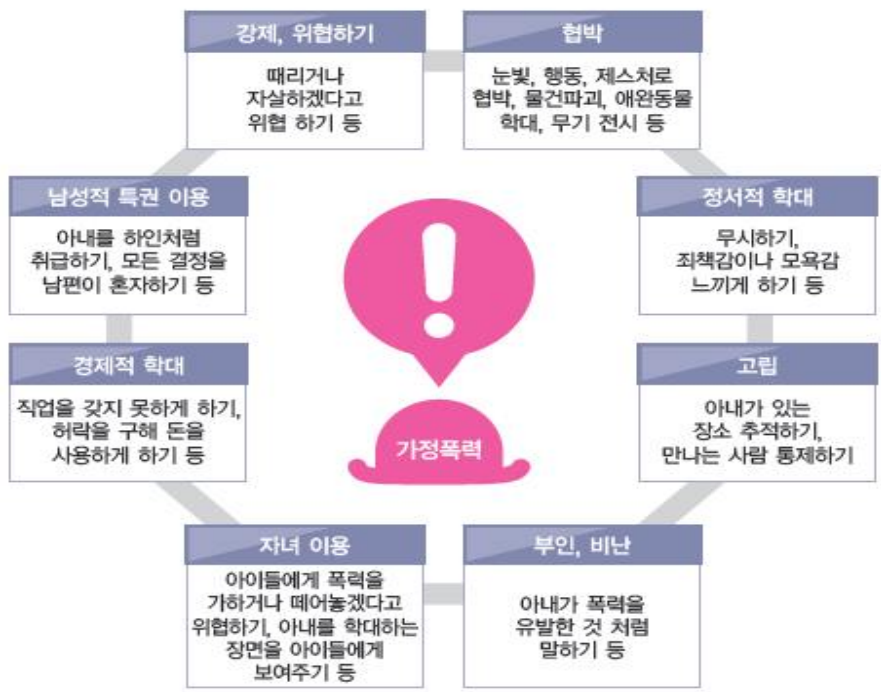 강제, 위협하기
때리거나
자살하겠다고
위협 하기 등
협박
눈빛, 행동, 제스처로
협박, 물건파괴, 애완동물
학대, 무기 전시 등
정서적 학대
무시하기,
죄책감이나 모욕감
느끼게 하기 등
고립
아내가 있는
장소 추적하기,
만나는 사람 통제하기
부인, 비난
아내가 폭력을
유발한 것 처럼
말하기 등
자녀 이용
아이들에게 폭력을
가하거나 떼어놓겠다고
위협하기, 아내를 학대하는
장면을 아이들에게
보여주기 등
경제적 학대
직업을 갖지 못하게 하기,
허락을 구해 돈을
사용하게 하기 등
남성적 특권 이용
아내를 하인처럼
취급하기, 모든 결정을
남편이 혼자하기 등
가정폭력